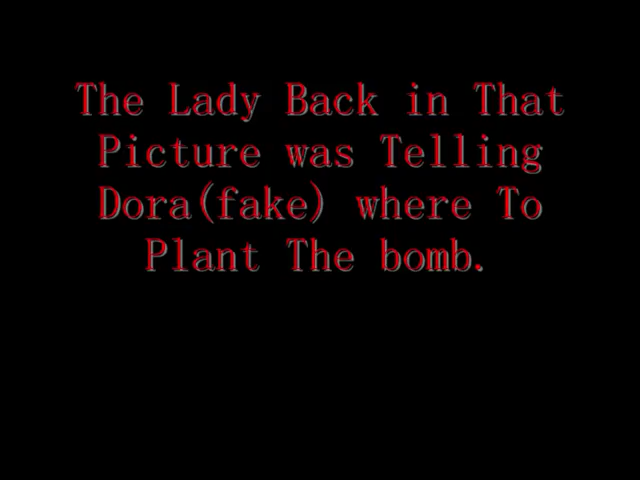 The Lady Back in That
Picture was Telling
Dora(fake) where To
Plant The bomb.